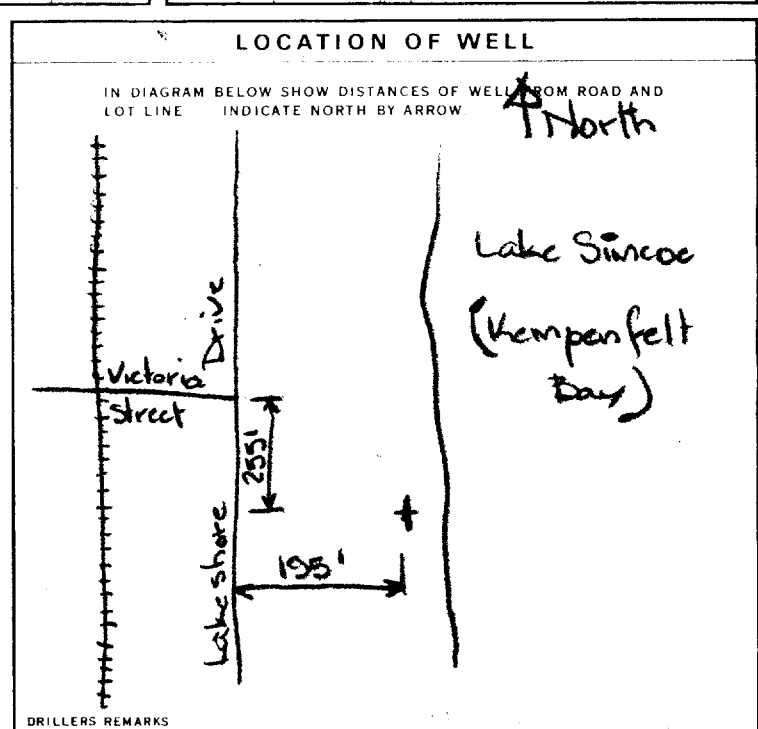 LOCATION OF WELL
IN DIAGRAM BELOW SHOW DISTANCES OF WELL FROM ROAD AND
LOT LINE INDICATE NORTH BY ARROW.
North
Lake Simcoe
(Kempenfelt
Bay)
Victoria
Street
Lakeshore Drive
255'
195'
DRILLERS REMARKS